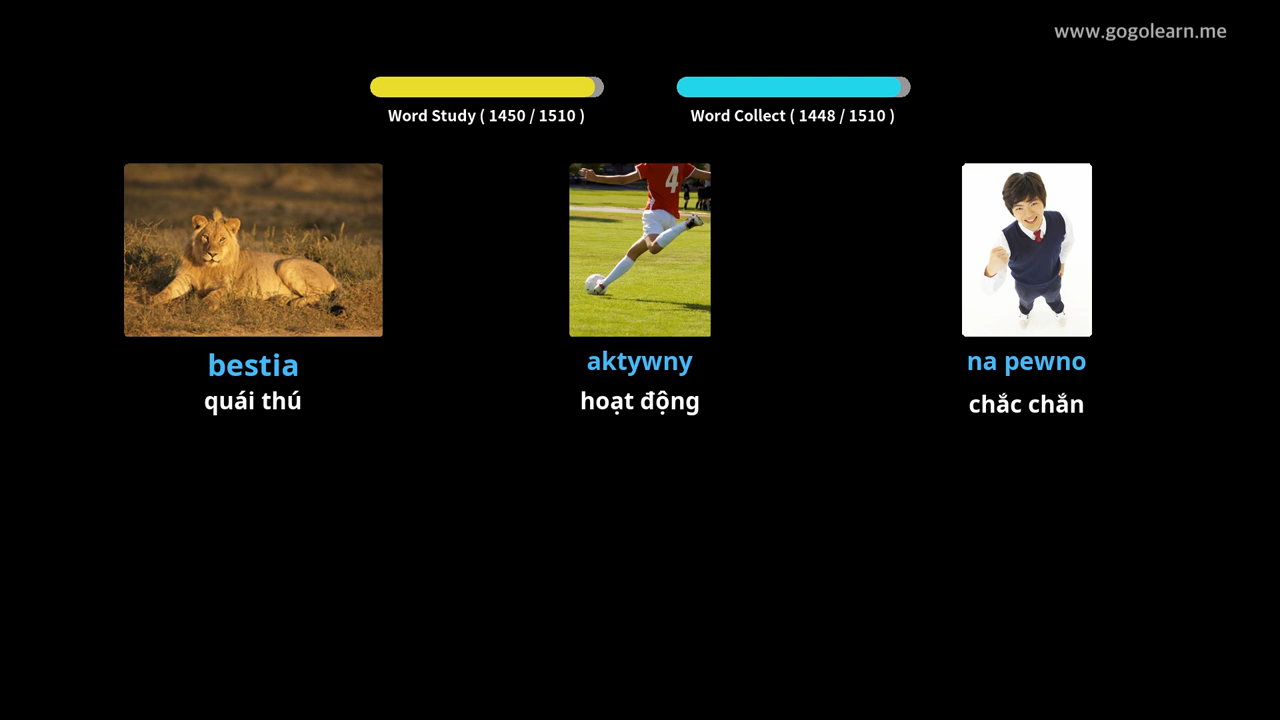 www.gogolearn.me
Word Study ( 1450 / 1510 )
Word Collect ( 1448 / 1510 )
4
bestia
aktywny
na pewno
quái thú
hoạt động
chắc chắn